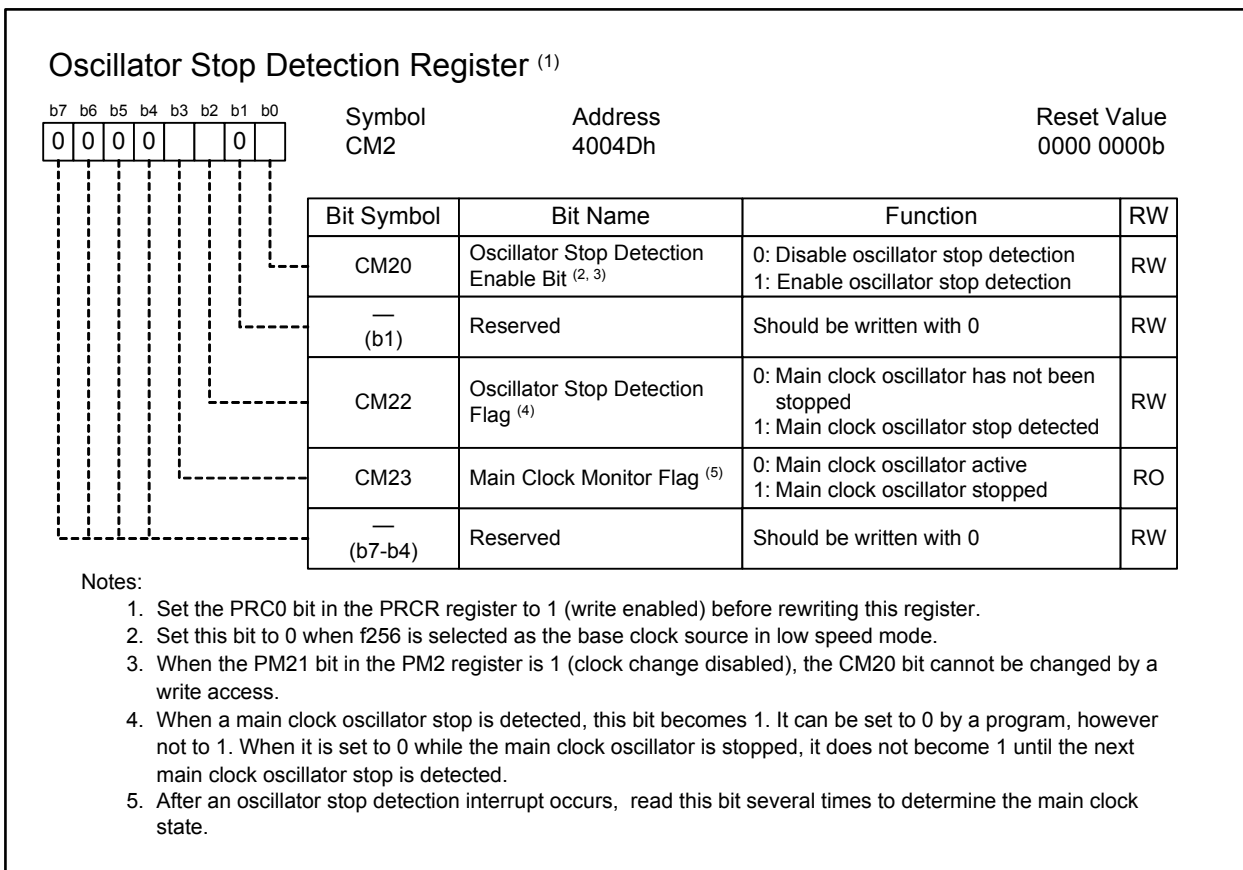 Oscillator Stop Detection Register (1)
b7 b6 b5 b4 b3 b2 b1 b0
0 0 0 0 0
Symbol Address Reset Value
CM2 4004Dh 0000 0000b
Bit Symbol Bit Name Function RW
CM20 Oscillator Stop Detection Enable Bit (2, 3) 0: Disable oscillator stop detection
1: Enable oscillator stop detection RW
— (b1) Reserved Should be written with 0 RW
CM22 Oscillator Stop Detection Flag (4) 0: Main clock oscillator has not been
stopped
1: Main clock oscillator stop detected RW
CM23 Main Clock Monitor Flag (5) 0: Main clock oscillator active
1: Main clock oscillator stopped RO
— (b7-b4) Reserved Should be written with 0 RW
Notes:
1. Set the PRC0 bit in the PRCR register to 1 (write enabled) before rewriting this register.
2. Set this bit to 0 when f256 is selected as the base clock source in low speed mode.
3. When the PM21 bit in the PM2 register is 1 (clock change disabled), the CM20 bit cannot be changed by a
write access.
4. When a main clock oscillator stop is detected, this bit becomes 1. It can be set to 0 by a program, however
not to 1. When it is set to 0 while the main clock oscillator is stopped, it does not become 1 until the next
main clock oscillator stop is detected.
5. After an oscillator stop detection interrupt occurs, read this bit several times to determine the main clock
state.